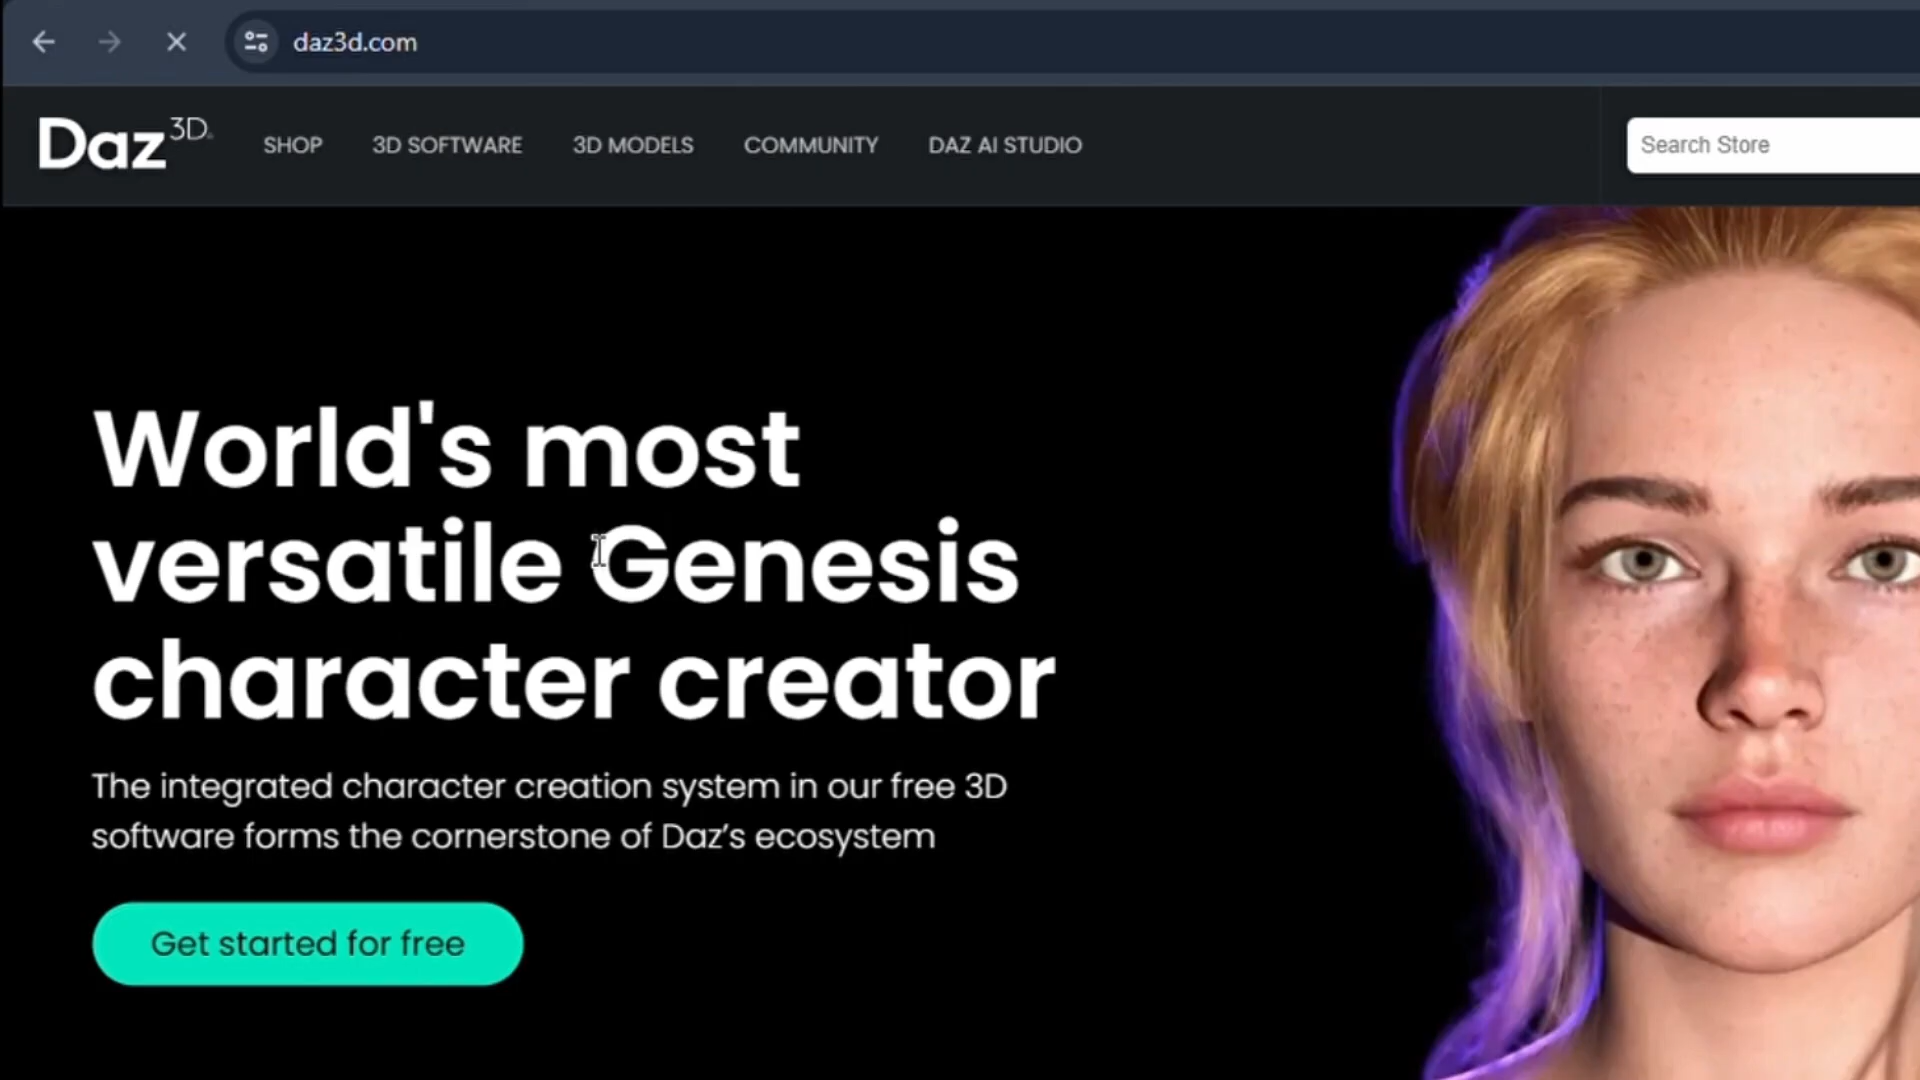 daz3d.com
Daz 3D
SHOP
3D SOFTWARE
3D MODELS
COMMUNITY
DAZ AI STUDIO
Search Store
World's most
versatile Genesis
character creator
The integrated character creation system in our free 3D
software forms the cornerstone of Daz’s ecosystem
Get started for free